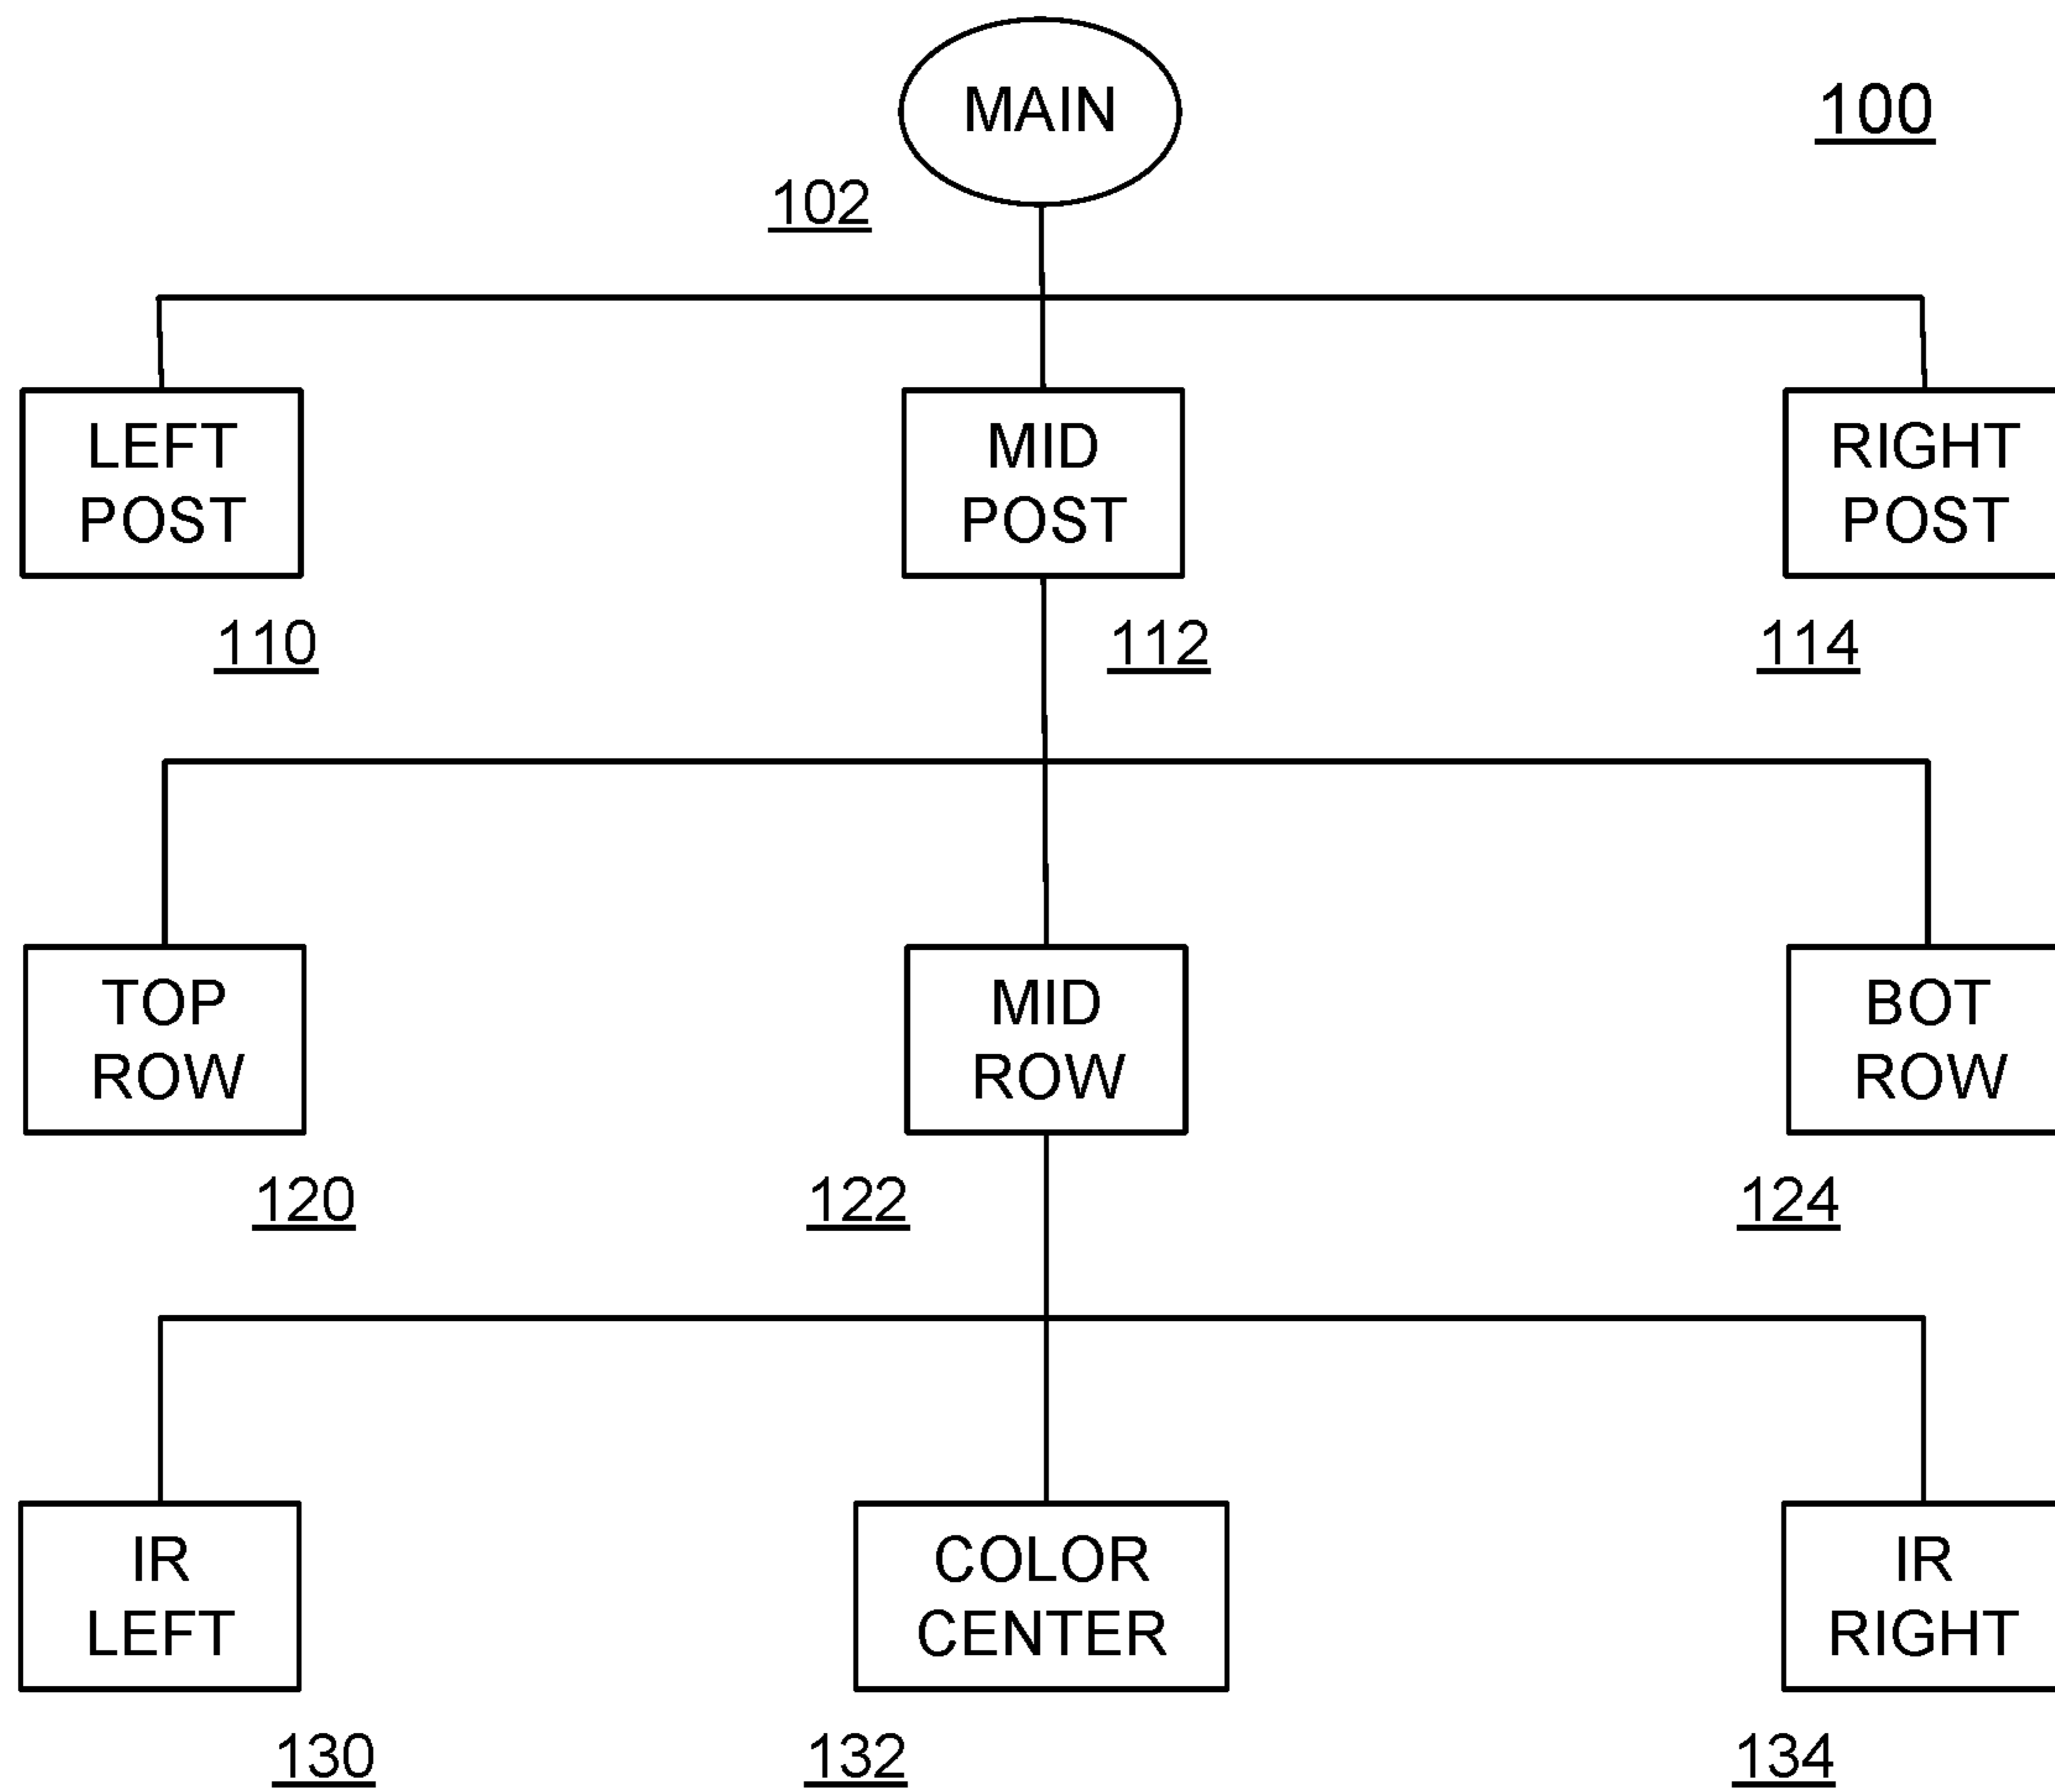 MAIN
100
102
LEFT
POST
MID
POST
RIGHT
POST
110
112
114
TOP
ROW
MID
ROW
BOT
ROW
120
122
124
IR
LEFT
COLOR
CENTER
IR
RIGHT
130
132
134